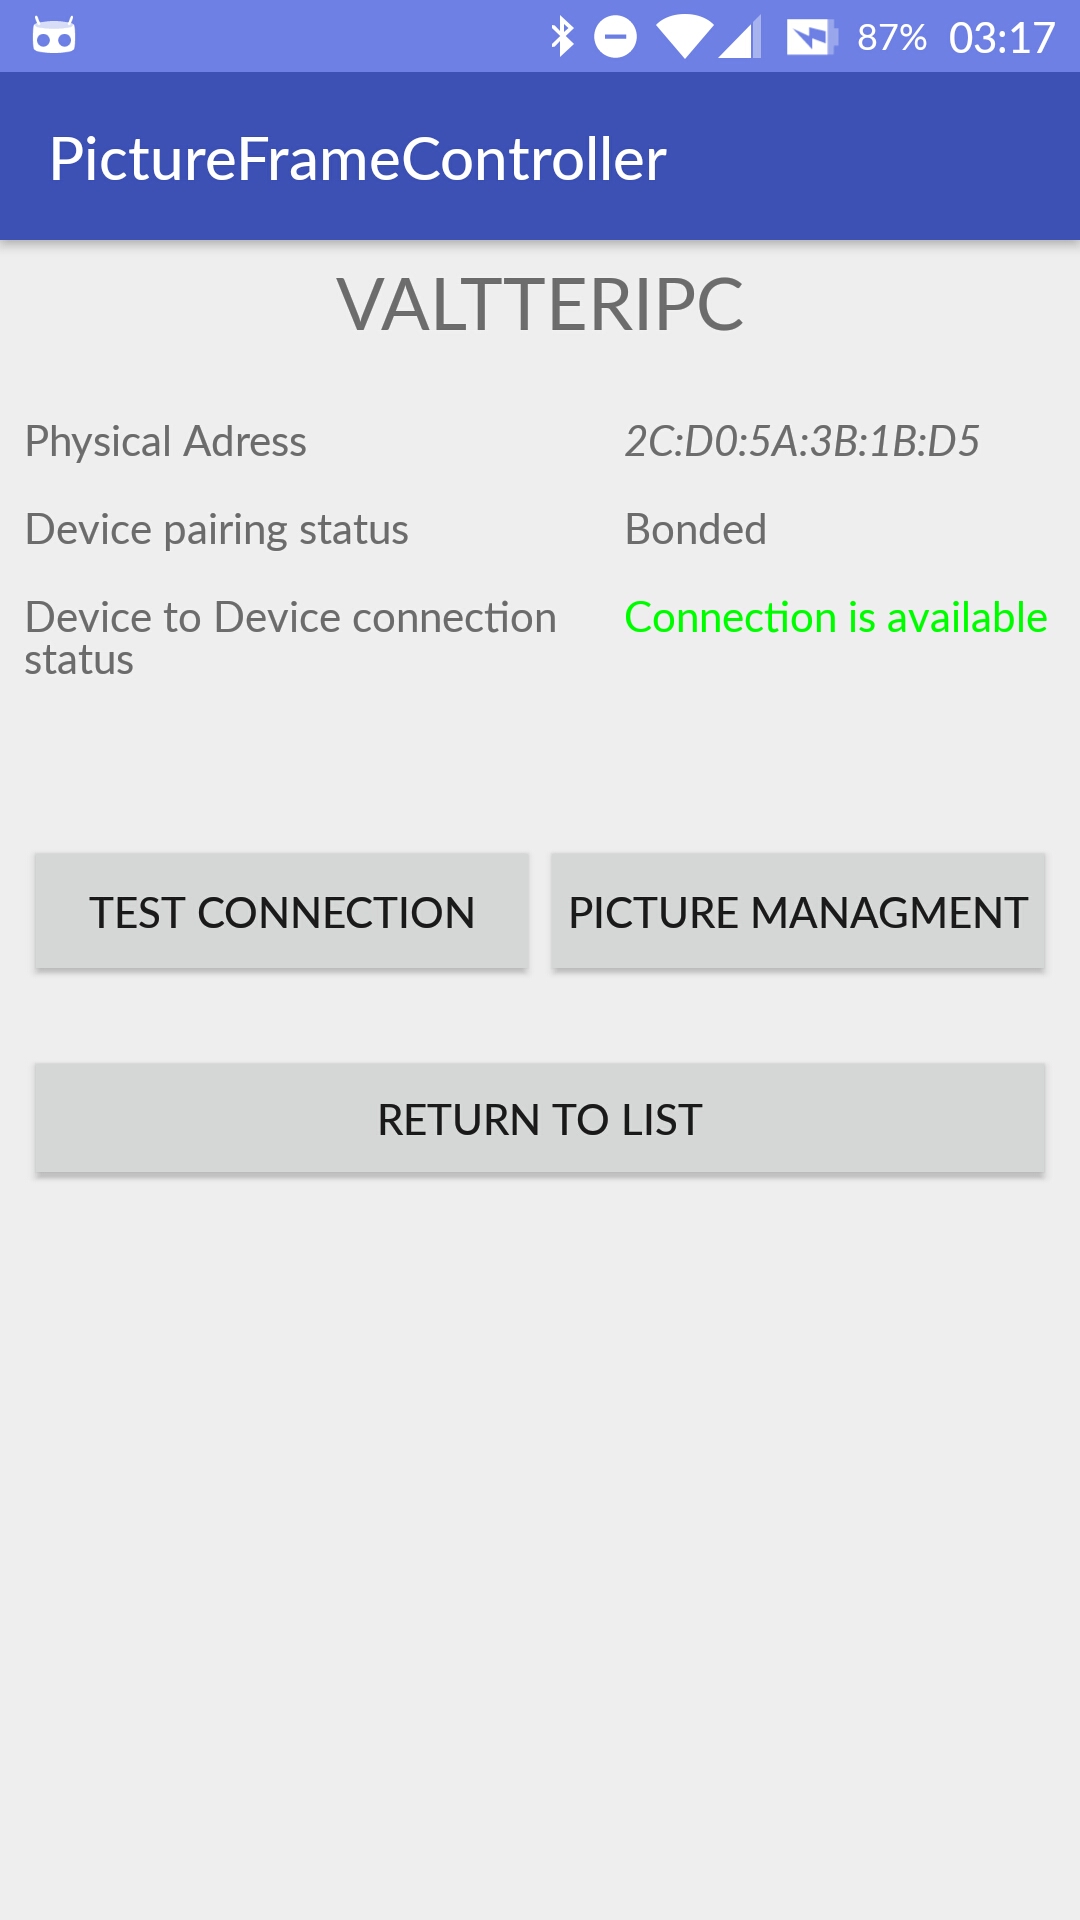 87% 03:17
PictureFrameController
VALTTERIPC
Physical Adress 2C:D0:5A:3B:1B:D5
Device pairing status Bonded
Device to Device connection Connection is available
status
TEST CONNECTION PICTURE MANAGMENT
RETURN TO LIST